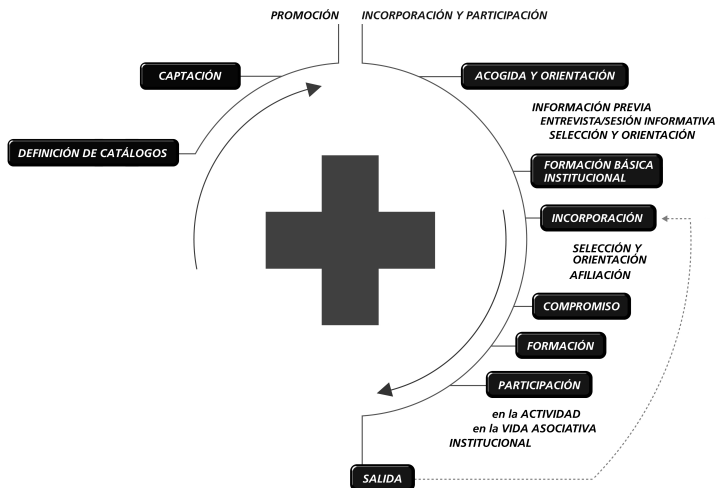 PROMOCIÓN
INCORPORACIÓN Y PARTICIPACIÓN
CAPTACIÓN
DEFINICIÓN DE CATÁLOGOS
ACOGIDA Y ORIENTACIÓN
INFORMACIÓN PREVIA
ENTREVISTA/SESIÓN INFORMATIVA
SELECCIÓN Y ORIENTACIÓN
FORMACIÓN BÁSICA
INSTITUCIONAL
INCORPORACIÓN
SELECCIÓN Y
ORIENTACIÓN
AFILIACIÓN
COMPROMISO
FORMACIÓN
PARTICIPACIÓN
en la ACTIVIDAD
en la VIDA ASOCIATIVA
INSTITUCIONAL
SALIDA